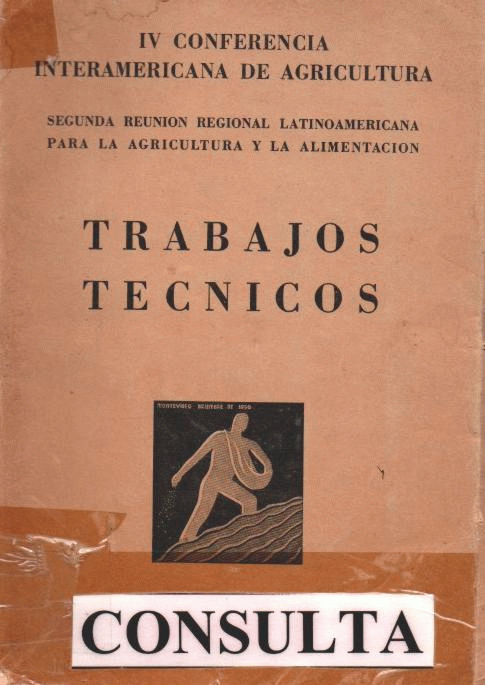 IV CONFERENCIA
INTERAMERICANA DE AGRICULTURA
SEGUNDA REUNION REGIONAL LATINOAMERICANA
PARA LA AGRICULTURA Y LA ALIMENTACION
TRABAJOS
TECNICOS
MONTEVIDEO DICIEMBRE DE 1950
CONSULTA